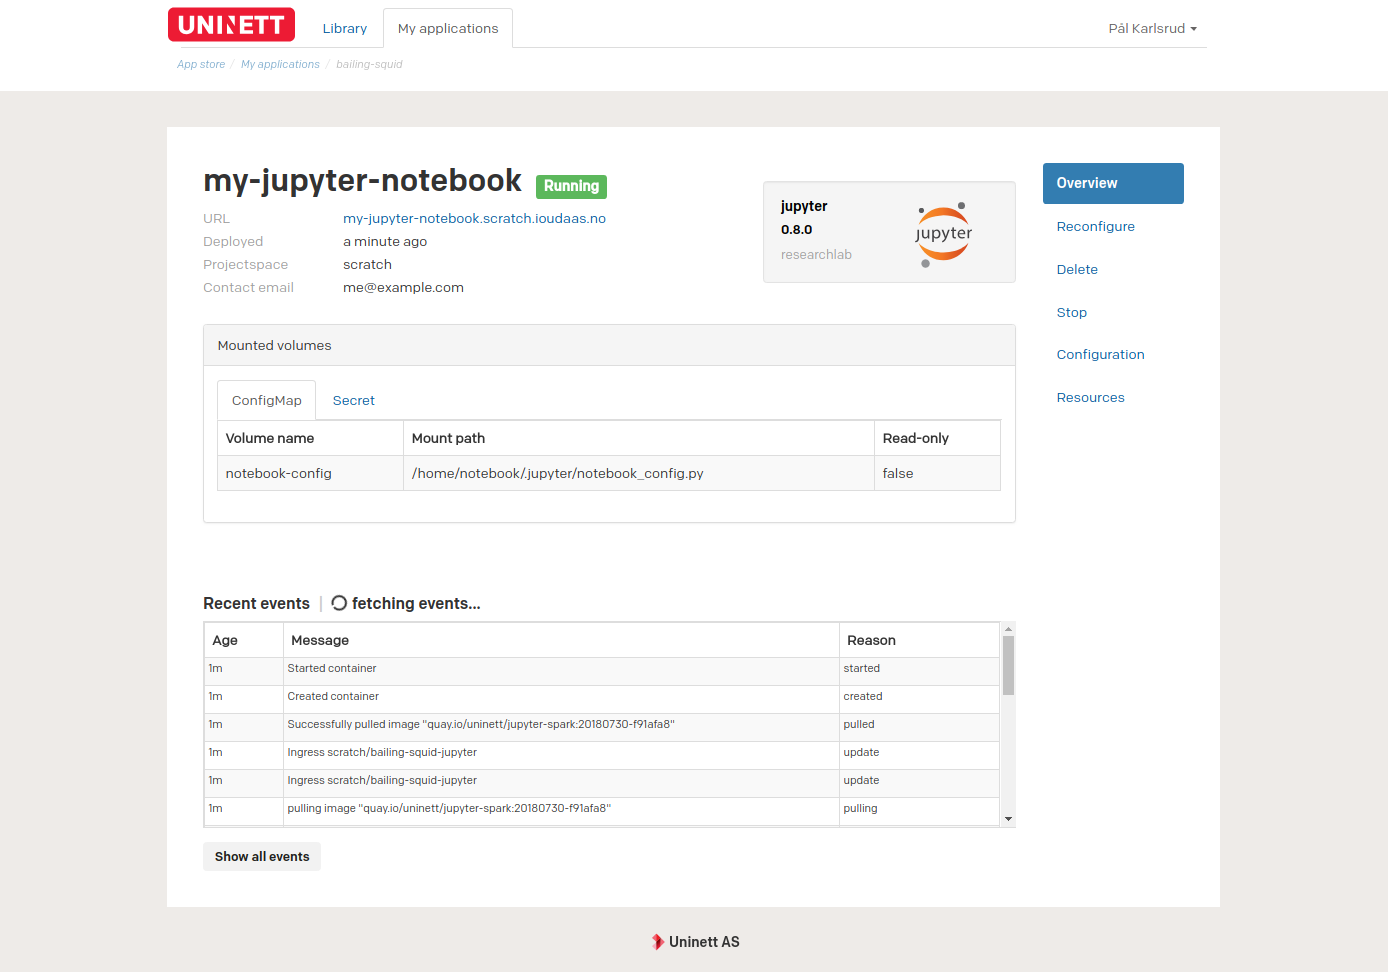 UNINETT Library My applications Pål Karlsrud
App store / My applications / bailing-squid
my-jupyter-notebook Running
URL my-jupyter-notebook.scratch.ioudaas.no
Deployed a minute ago
Projectspace scratch
Contact email me@example.com
jupyter
0.8.0
researchlab
jupyter
Overview
Reconfigure
Delete
Stop
Configuration
Resources
Mounted volumes
ConfigMap Secret
Volume name Mount path Read-only
notebook-config /home/notebook/.jupyter/notebook_config.py false
Recent events | fetching events...
Age Message Reason
1m Started container started
1m Created container created
1m Successfully pulled image "quay.io/uninett/jupyter-spark:20180730-f91afa8" pulled
1m Ingress scratch/bailing-squid-jupyter update
1m Ingress scratch/bailing-squid-jupyter update
1m pulling image "quay.io/uninett/jupyter-spark:20180730-f91afa8" pulling
Show all events
Uninett AS